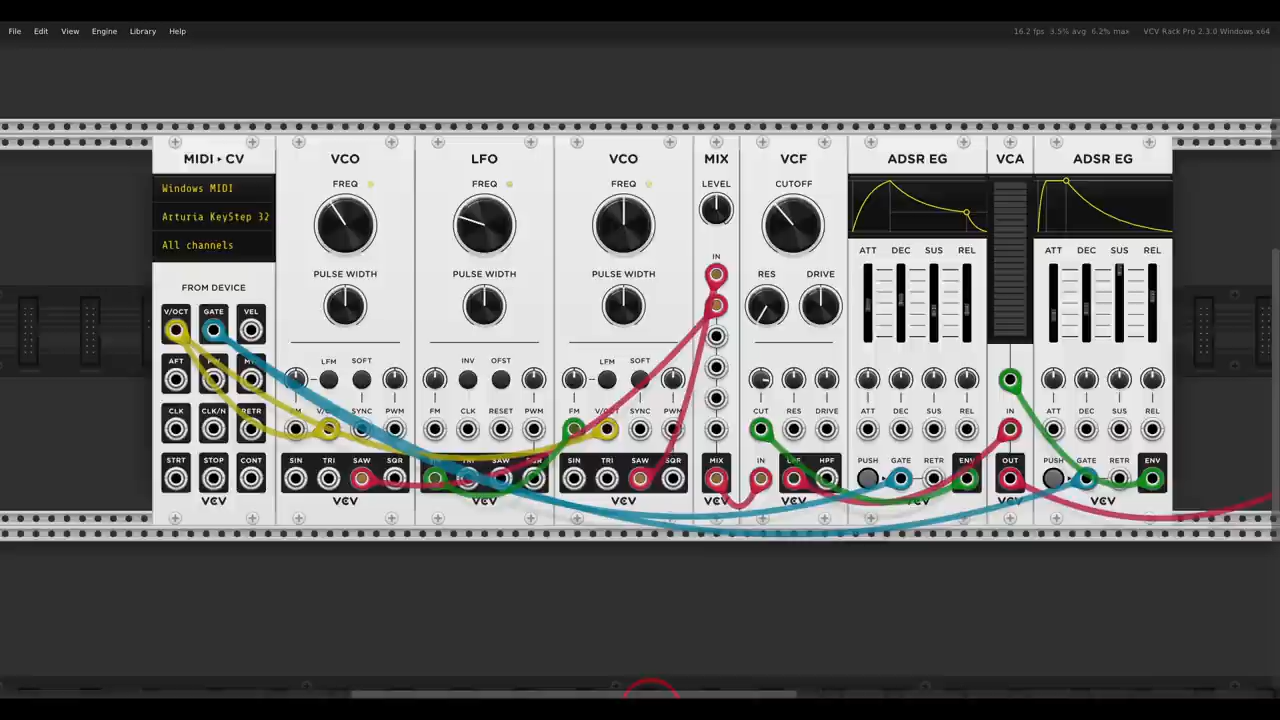 File Edit View Engine Library Help
16.2 fps 3.5% avg 6.2% max VCV Rack Pro 2.3.0 Windows x64
MIDI ▸ CV VCO LFO VCO MIX VCF ADSR EG VCA ADSR EG
FREQ FREQ FREQ LEVEL CUTOFF
Windows MIDI
Arturia KeyStep 32
All channels
ATT DEC SUS REL ATT DEC SUS REL
IN
PULSE WIDTH PULSE WIDTH PULSE WIDTH RES DRIVE
FROM DEVICE
V/OCT GATE VEL
AFT
LFM SOFT INV OFST LFM SOFT
CLK CLK/N RETR
SYNC PWM FM CLK RESET PWM FM SYNC PWM CUT RES DRIVE ATT DEC SUS REL IN ATT DEC SUS REL
STRT STOP CONT SIN TRI SAW SQR TRI SAW SQR SIN TRI SAW SQR MIX IN HPF PUSH GATE RETR ENV OUT PUSH GATE RETR ENV
VCV VCV VCV VCV VCV VCV VCV VCV VCV